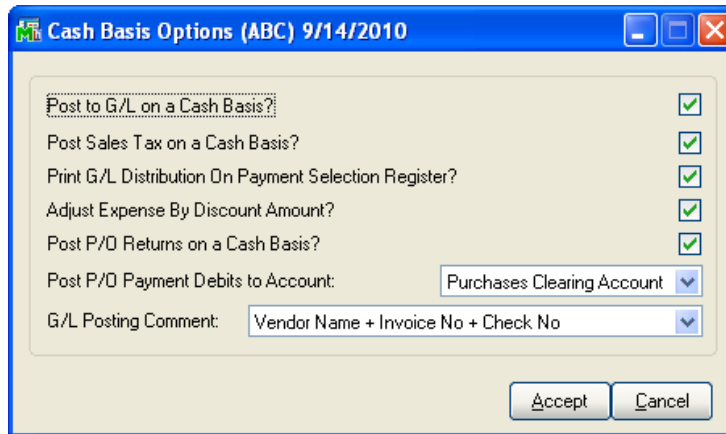 Cash Basis Options (ABC) 9/14/2010
Post to G/L on a Cash Basis?
Post Sales Tax on a Cash Basis?
Print G/L Distribution On Payment Selection Register?
Adjust Expense By Discount Amount?
Post P/O Returns on a Cash Basis?
Post P/O Payment Debits to Account: Purchases Clearing Account
G/L Posting Comment: Vendor Name + Invoice No + Check No
Accept Cancel